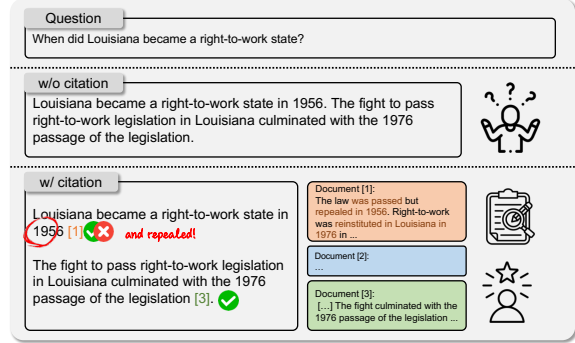 Question
When did Louisiana became a right-to-work state?
w/o citation
Louisiana became a right-to-work state in 1956. The fight to pass
right-to-work legislation in Louisiana culminated with the 1976
passage of the legislation.
? ? ?
w/ citation
Louisiana became a right-to-work state in
1956 [1] and repealed!
The fight to pass right-to-work legislation
in Louisiana culminated with the 1976
passage of the legislation [3].
Document [1]:
The law was passed but
repealed in 1956. Right-to-work
was reinstituted in Louisiana in
1976 in ...
Document [2]:
...
Document [3]:
[...] The fight culminated with the
1976 passage of the legislation ...